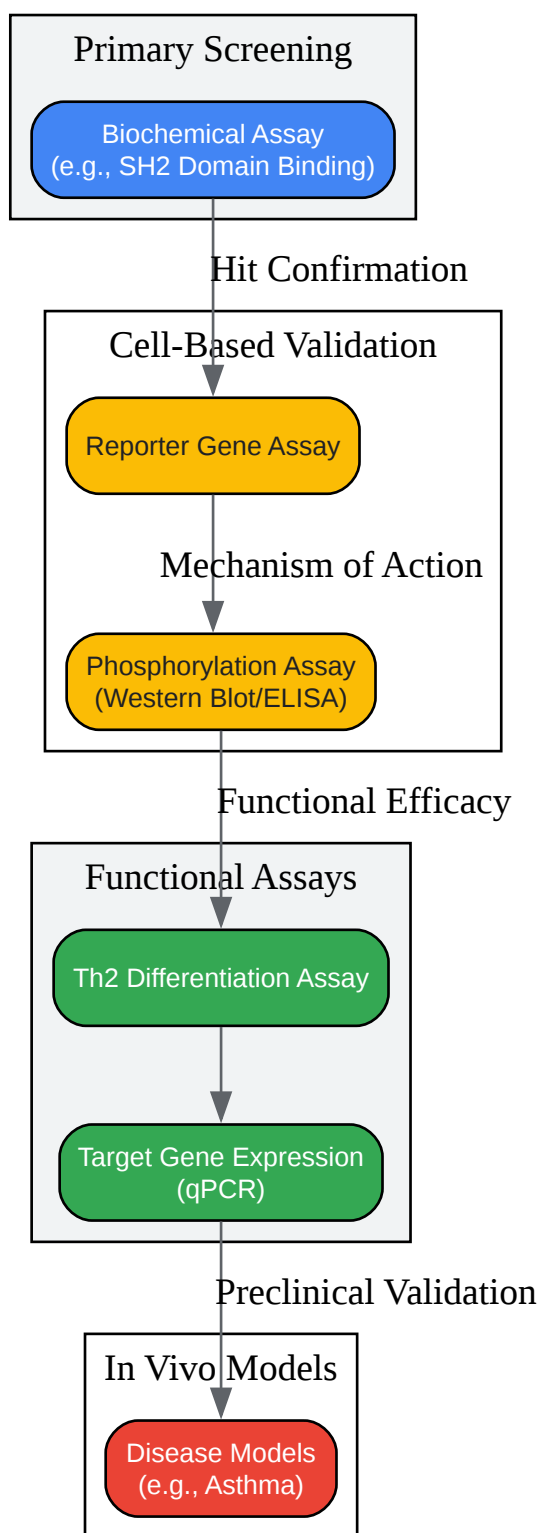 Primary Screening
Biochemical Assay
(e.g., SH2 Domain Binding)
Hit Confirmation
Cell-Based Validation
Reporter Gene Assay
Mechanism of Action
Phosphorylation Assay
(Western Blot/ELISA)
Functional Efficacy
Functional Assays
Th2 Differentiation Assay
Target Gene Expression
(qPCR)
Preclinical Validation
In Vivo Models
Disease Models
(e.g., Asthma)